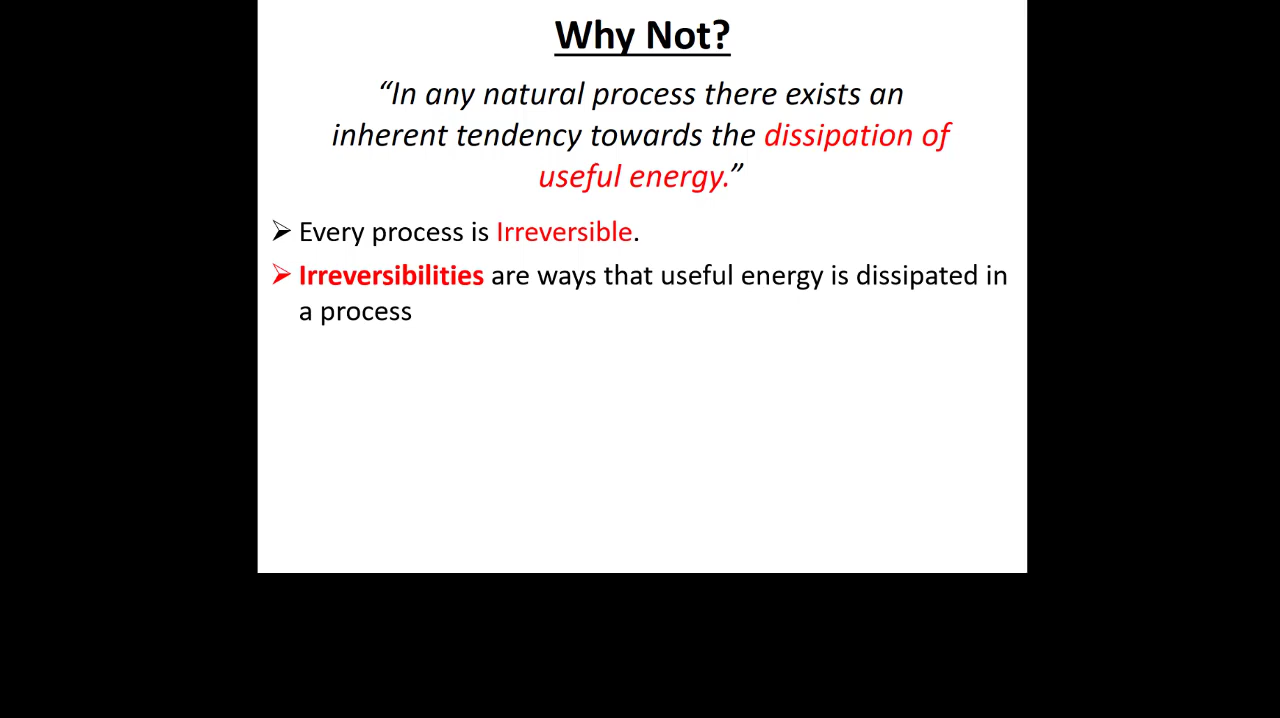 Why Not?
“In any natural process there exists an
inherent tendency towards the dissipation of
useful energy.”
➢ Every process is Irreversible.
➢ Irreversibilities are ways that useful energy is dissipated in
a process